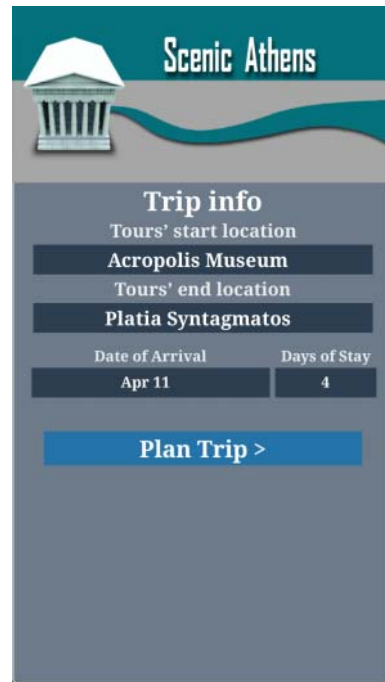 Scenic Athens
Trip info
Tours' start location
Acropolis Museum
Tours' end location
Platia Syntagmatos
Date of Arrival Days of Stay
Apr 11 4
Plan Trip >